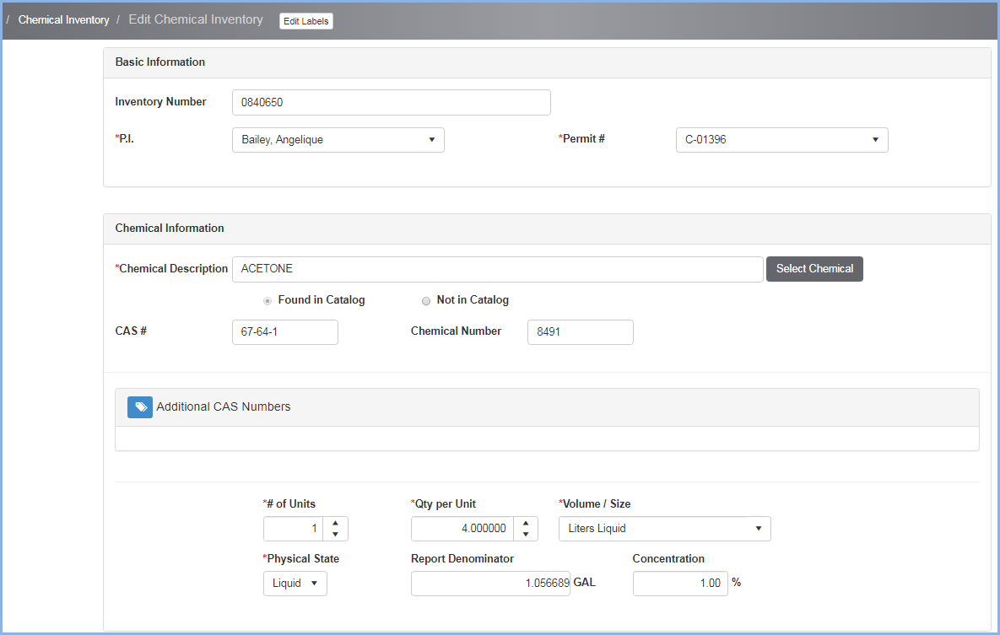 / Chemical Inventory / Edit Chemical Inventory Edit Labels
Basic Information
Inventory Number 0840650
*P.I. Bailey, Angelique *Permit # C-01396
Chemical Information
*Chemical Description ACETONE Select Chemical
Found in Catalog Not in Catalog
CAS # 67-64-1 Chemical Number 8491
Additional CAS Numbers
*# of Units *Qty per Unit *Volume / Size
1 4.000000 Liters Liquid
*Physical State Report Denominator Concentration
Liquid 1.056689 GAL 1.00 %